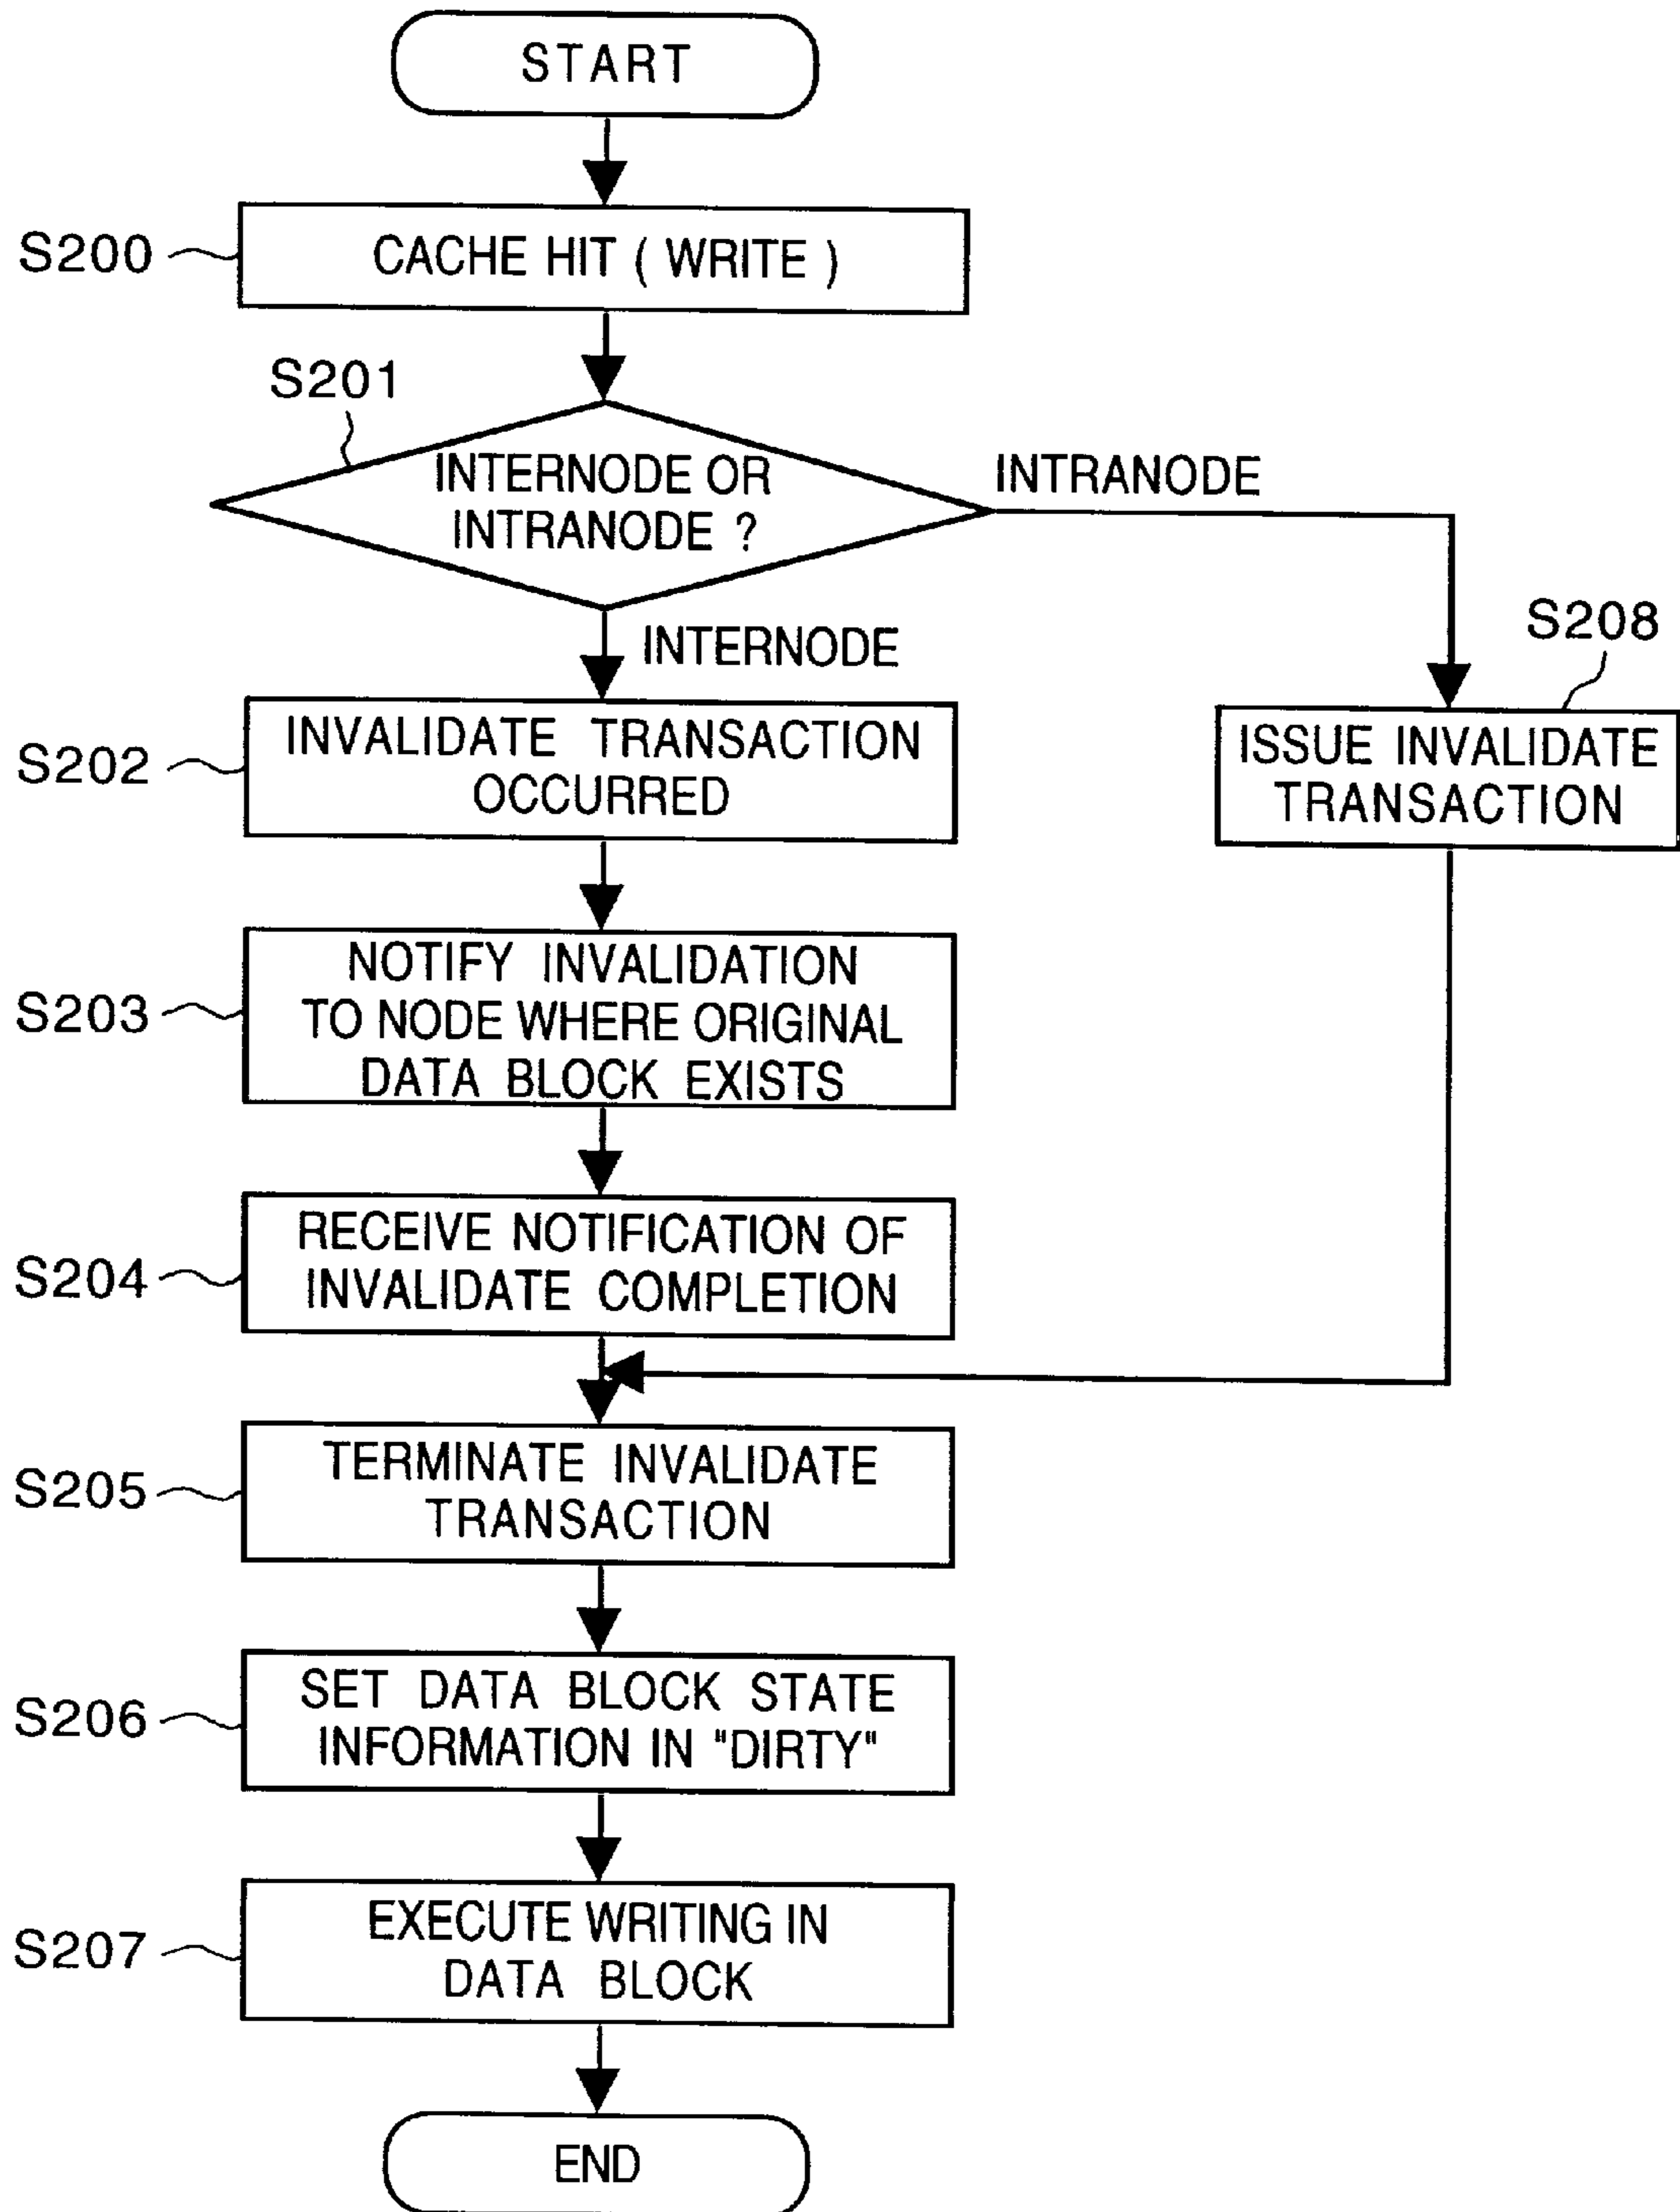 START
S200
CACHE HIT ( WRITE )
S201
INTERNODE OR
INTRANODE ?
INTRANODE
INTERNODE
S208
ISSUE INVALIDATE
TRANSACTION
S202
INVALIDATE TRANSACTION
OCCURRED
S203
NOTIFY INVALIDATION
TO NODE WHERE ORIGINAL
DATA BLOCK EXISTS
S204
RECEIVE NOTIFICATION OF
INVALIDATE COMPLETION
S205
TERMINATE INVALIDATE
TRANSACTION
S206
SET DATA BLOCK STATE
INFORMATION IN "DIRTY"
S207
EXECUTE WRITING IN
DATA BLOCK
END